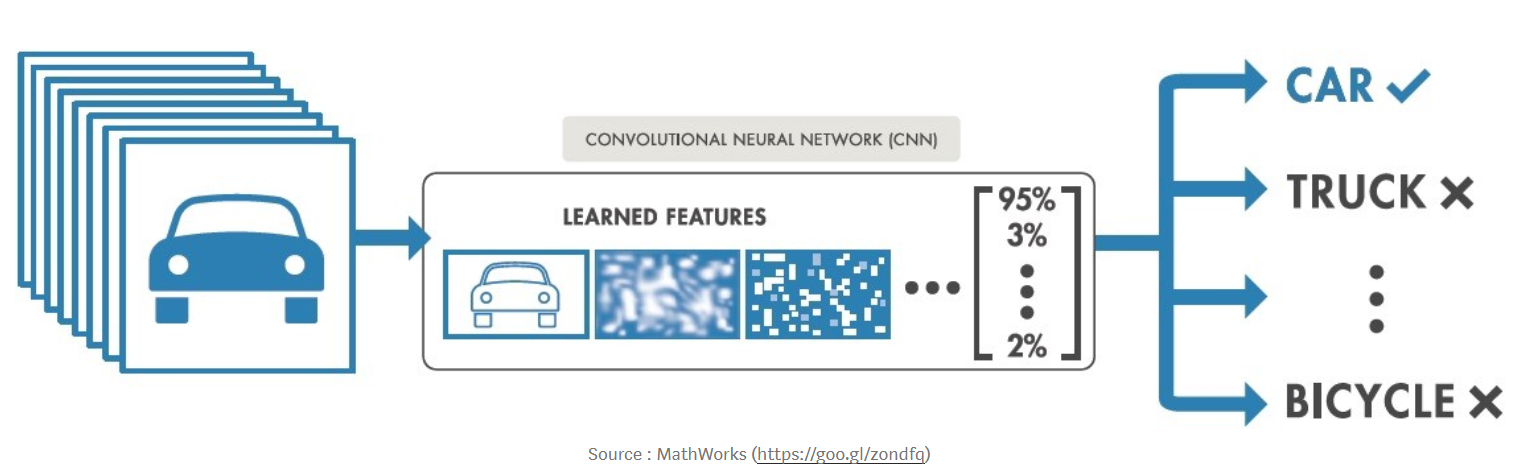 CONVOLUTIONAL NEURAL NETWORK (CNN)
LEARNED FEATURES
95%
3%
2%
CAR
TRUCK
BICYCLE
Source : MathWorks (https://goo.gl/zondfq)